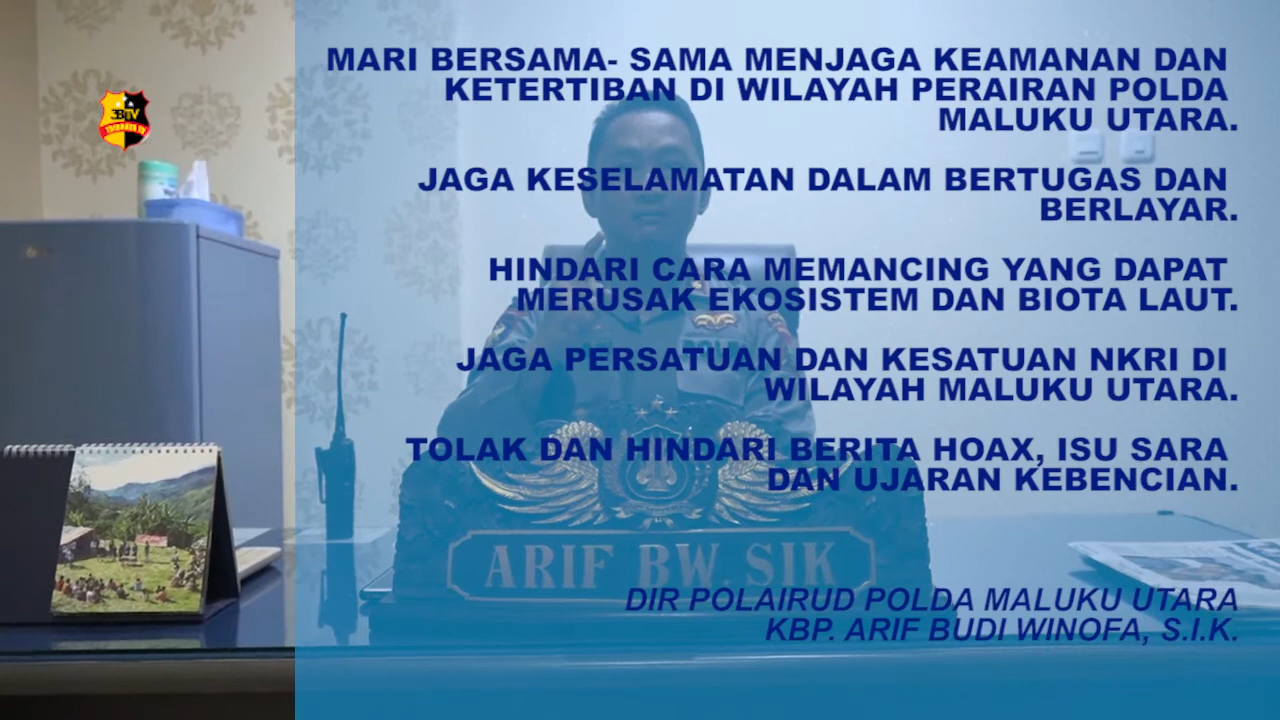 3BTV
TRIBRATA TV
MARI BERSAMA- SAMA MENJAGA KEAMANAN DAN
KETERTIBAN DI WILAYAH PERAIRAN POLDA
MALUKU UTARA.
JAGA KESELAMATAN DALAM BERTUGAS DAN
BERLAYAR.
HINDARI CARA MEMANCING YANG DAPAT
MERUSAK EKOSISTEM DAN BIOTA LAUT.
JAGA PERSATUAN DAN KESATUAN NKRI DI
WILAYAH MALUKU UTARA.
TOLAK DAN HINDARI BERITA HOAX, ISU SARA
DAN UJARAN KEBENCIAN.
ARIF BW. SIK
DIR POLAIRUD POLDA MALUKU UTARA
KBP. ARIF BUDI WINOFA, S.I.K.